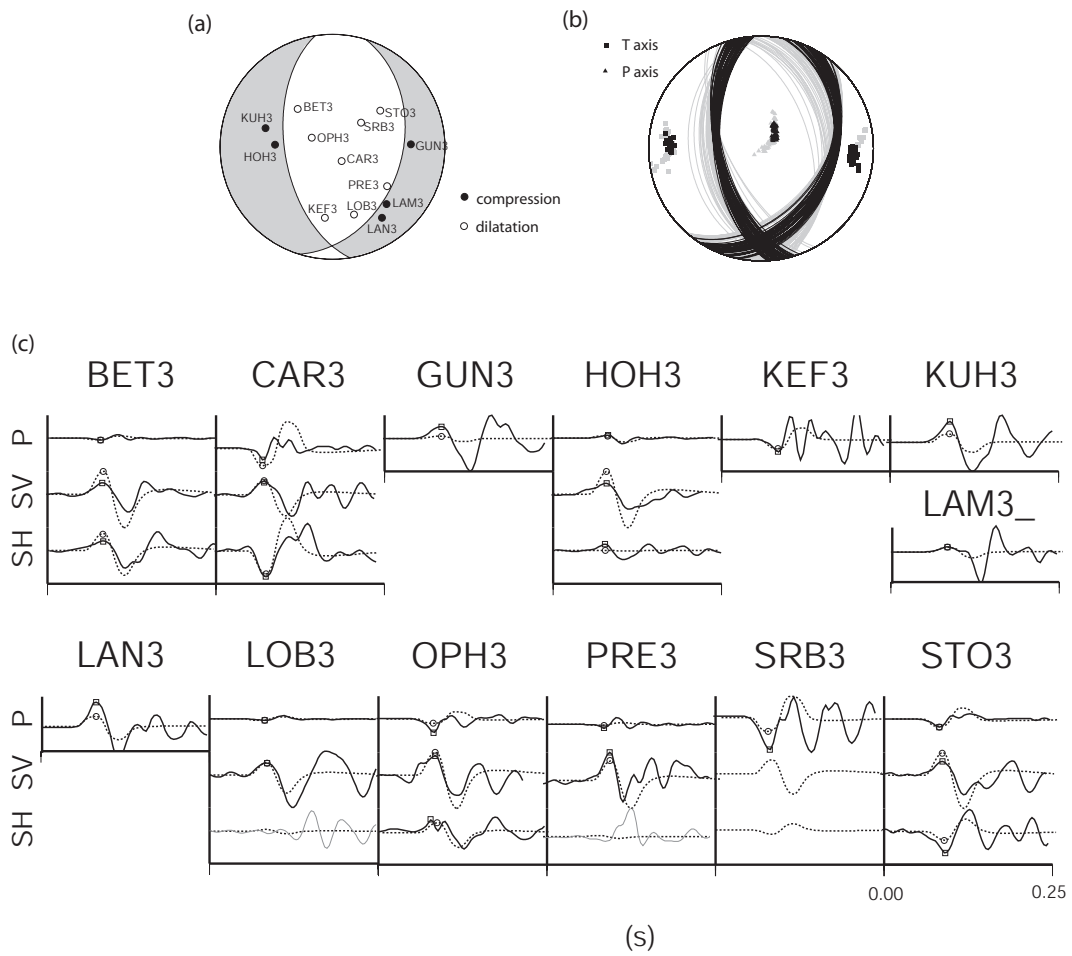 (a)
(b)
T axis
P axis
BET3
STO3
KUH3
SRB3
OPH3
GUN3
HOH3
CAR3
PRE3
LAM3
KEF3
LOB3
LAN3
compression
dilatation
(c)
BET3 CAR3 GUN3 HOH3 KEF3 KUH3
P
SV
LAM3_
SH
LAN3 LOB3 OPH3 PRE3 SRB3 STO3
P
SV
SH
0.00 0.25
(s)